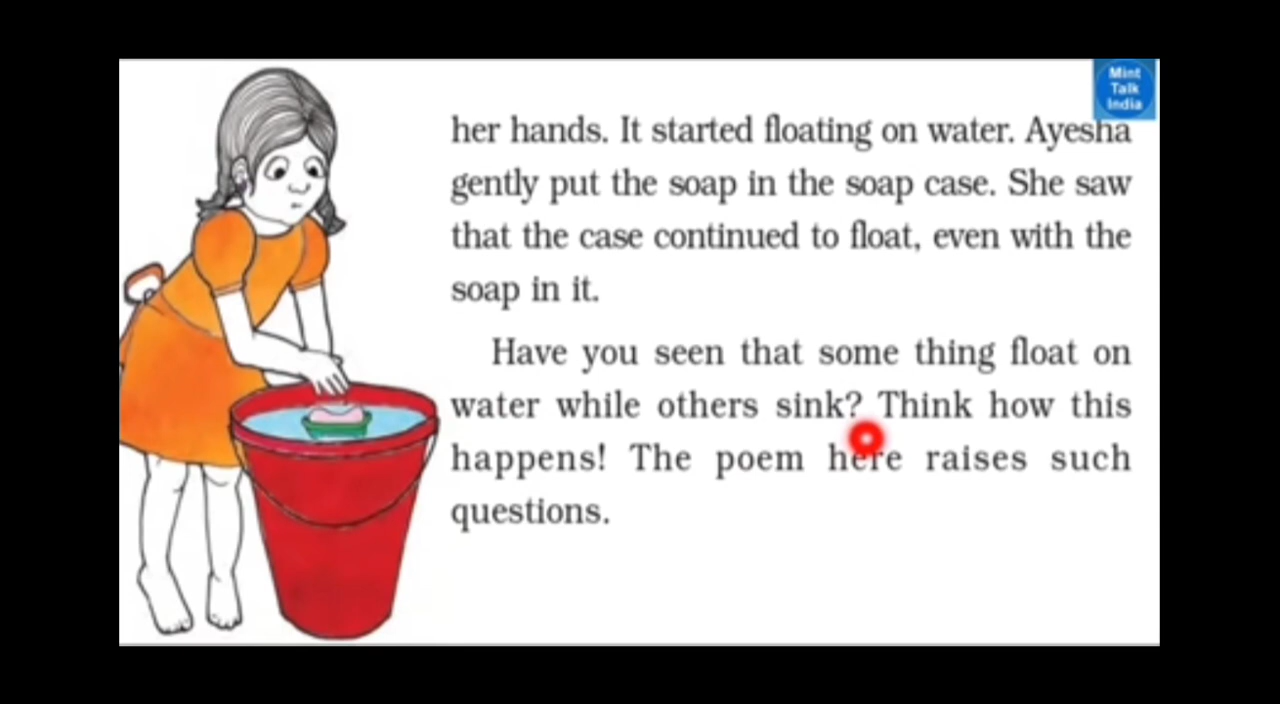 Mint
Talk
India
her hands. It started floating on water. Ayesha
gently put the soap in the soap case. She saw
that the case continued to float, even with the
soap in it.
Have you seen that some thing float on
water while others sink? Think how this
happens! The poem here raises such
questions.